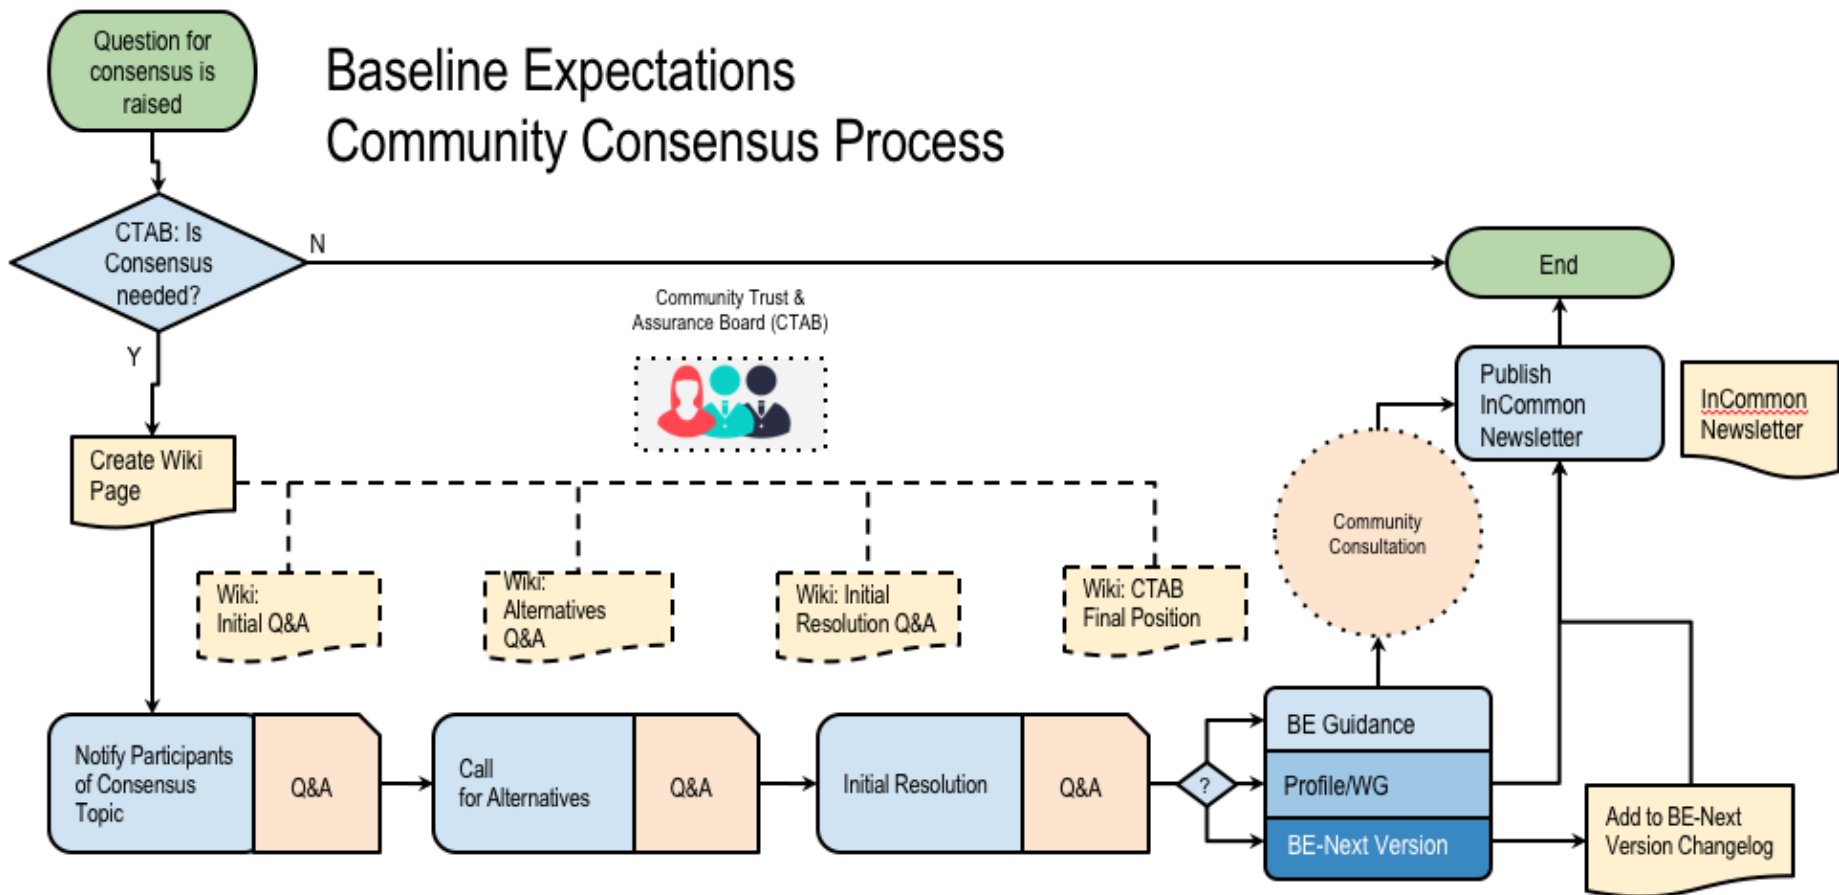 Question for
consensus is
raised
Baseline Expectations
Community Consensus Process
CTAB: Is
Consensus
needed?
N
Y
End
Community Trust &
Assurance Board (CTAB)
Publish
InCommon
Newsletter
InCommon
Newsletter
Create Wiki
Page
Community
Consultation
Wiki:
Initial Q&A
Wiki:
Alternatives
Q&A
Wiki: Initial
Resolution Q&A
Wiki: CTAB
Final Position
Notify Participants
of Consensus
Topic
Q&A
Call
for Alternatives
Q&A
Initial Resolution
Q&A
?
BE Guidance
Profile/WG
BE-Next Version
Add to BE-Next
Version Changelog